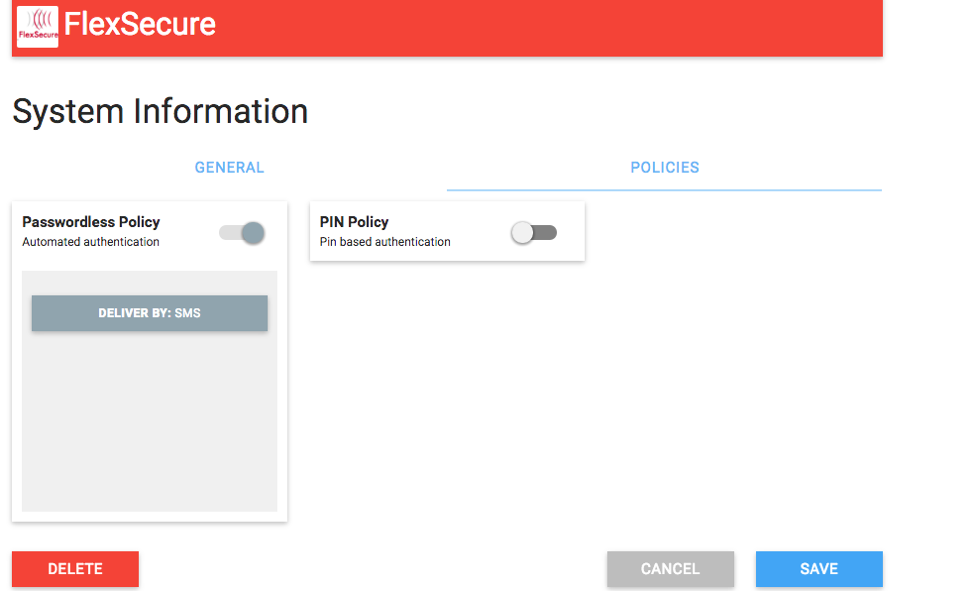 FlexSecure
FlexSecure
System Information
GENERAL
POLICIES
Passwordless Policy
Automated authentication
DELIVER BY: SMS
PIN Policy
Pin based authentication
DELETE
CANCEL
SAVE